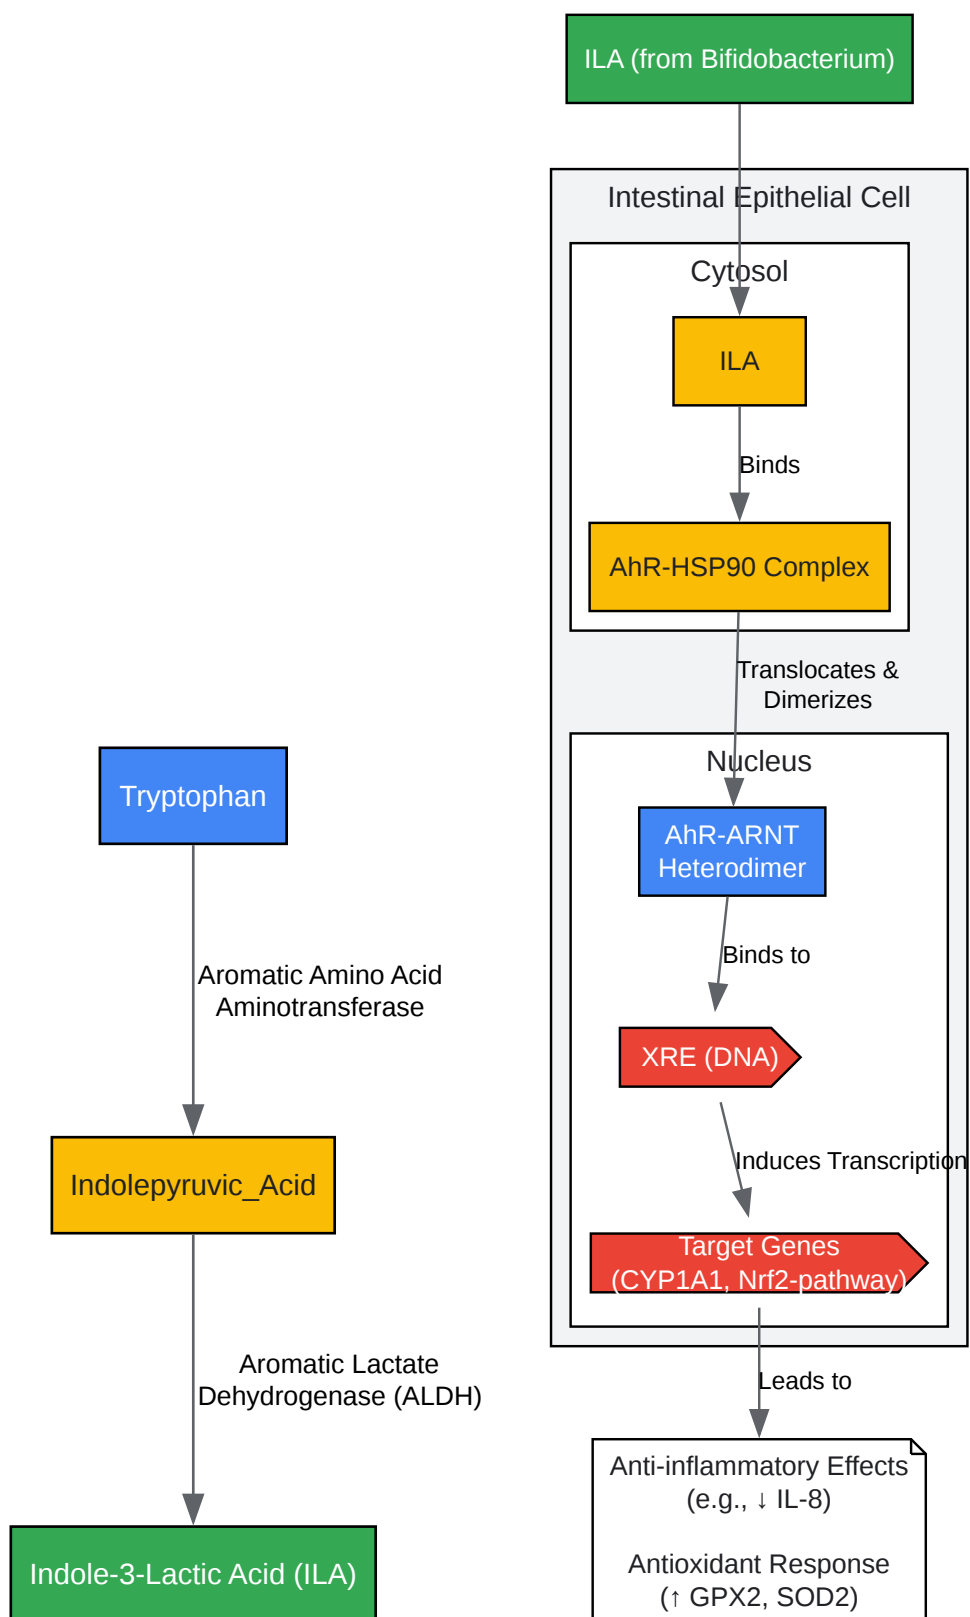 ILA (from Bifidobacterium)
Intestinal Epithelial Cell
Cytosol
ILA
Binds
AhR-HSP90 Complex
Translocates &
Dimerizes
Nucleus
AhR-ARNT
Heterodimer
Binds to
XRE (DNA)
Induces Transcription
Target Genes
(CYP1A1, Nrf2-pathway)
Leads to
Anti-inflammatory Effects
(e.g., ↓ IL-8)
Antioxidant Response
(↑ GPX2, SOD2)
Tryptophan
Aromatic Amino Acid
Aminotransferase
Indolepyruvic_Acid
Aromatic Lactate
Dehydrogenase (ALDH)
Indole-3-Lactic Acid (ILA)